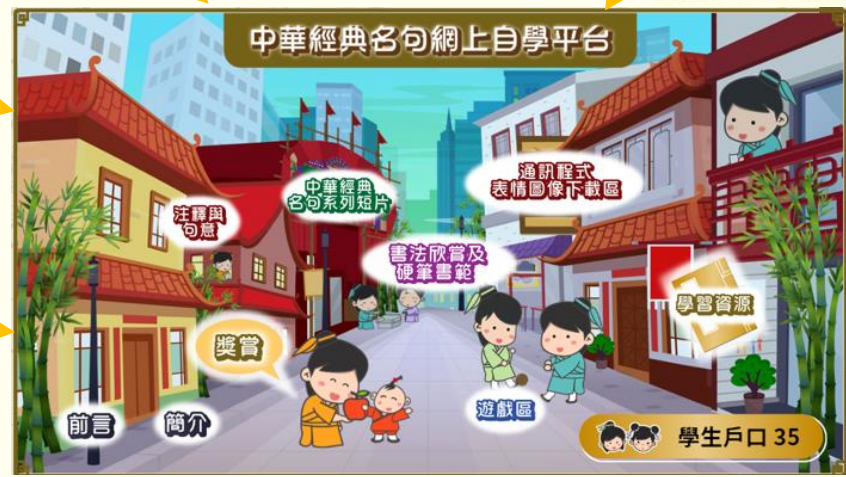 中華經典名句網上自學平台
通訊程式
表情圖像下載區
中華經典
名句系列短片
注釋與
句意
書法欣賞及
硬筆書範
學習資源
獎賞
遊戲區
前言
簡介
學生戶口 35